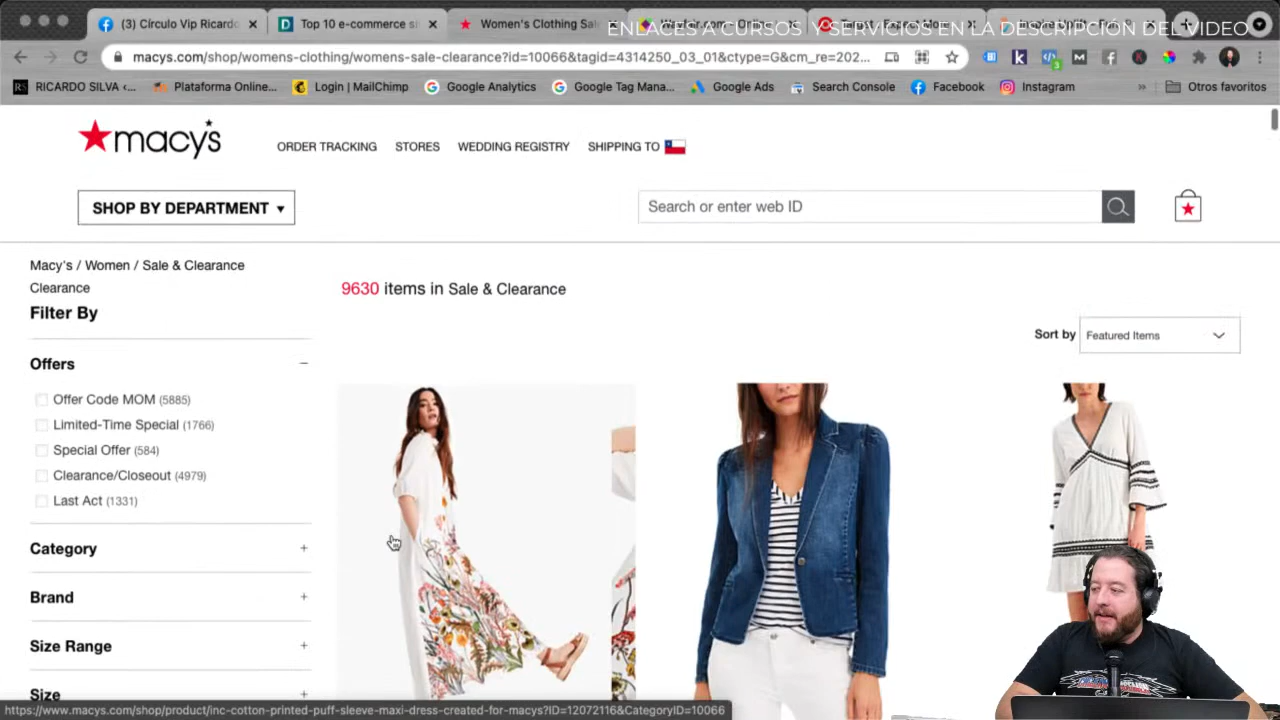 (3) Círculo Vip Ricardo
Top 10 e-commerce si
Women's Clothing Sal
ENLACES A CURSOS Y SERVICIOS EN LA DESCRIPCIÓN DEL VIDEO
macys.com/shop/womens-clothing/womens-sale-clearance?id=10066&tagid=4314250_03_01&ctype=G&cm_re=202...
RICARDO SILVA ‹...
Plataforma Online...
Login | MailChimp
Google Analytics
Google Tag Mana...
Google Ads
Search Console
Facebook
Instagram
»
Otros favoritos
macy's
ORDER TRACKING
STORES
WEDDING REGISTRY
SHIPPING TO
SHOP BY DEPARTMENT
Search or enter web ID
Macy's / Women / Sale & Clearance
Clearance
9630 items in Sale & Clearance
Filter By
Sort by Featured Items
Offers
Offer Code MOM (5885)
Limited-Time Special (1766)
Special Offer (584)
Clearance/Closeout (4979)
Last Act (1331)
Category
Brand
Size Range
Size
https://www.macys.com/shop/product/inc-cotton-printed-puff-sleeve-maxi-dress-created-for-macys?ID=12072116&CategoryID=10066